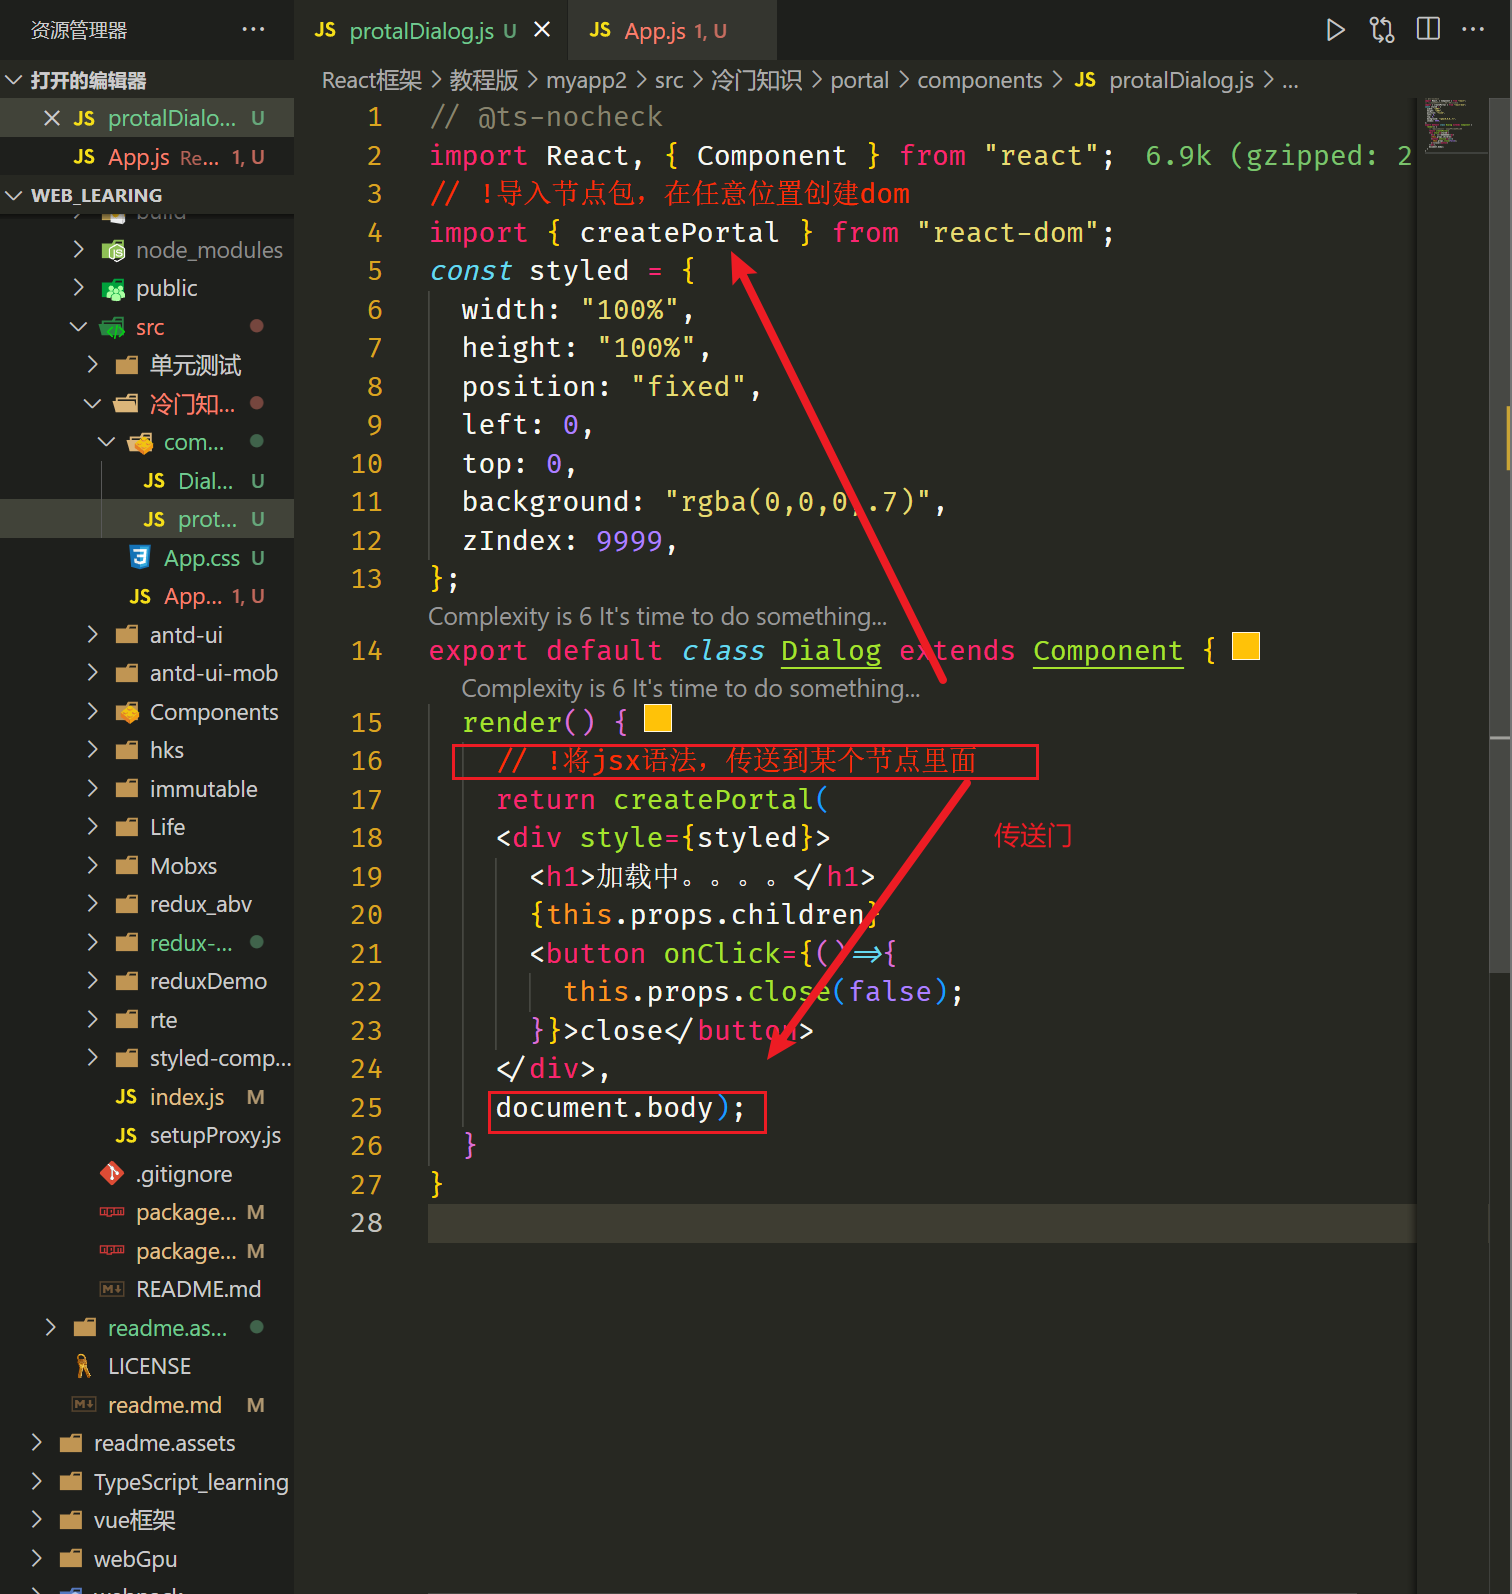 资源管理器
打开的编辑器
protalDialo... U
App.js Re... 1, U
WEB_LEARING
build
node_modules
public
src
单元测试
冷门知...
com...
Dial... U
prot... U
App.css U
App... 1, U
antd-ui
antd-ui-mob
Components
hks
immutable
Life
Mobxs
redux_abv
redux-...
reduxDemo
rte
styled-comp...
index.js M
setupProxy.js
.gitignore
package... M
package... M
README.md
readme.as...
LICENSE
readme.md M
readme.assets
TypeScript_learning
vue框架
webGpu
JS protalDialog.js U
JS App.js 1, U
React框架 > 教程版 > myapp2 > src > 冷门知识 > portal > components > JS protalDialog.js > ...
1 // @ts-nocheck
2 import React, { Component } from "react"; 6.9k (gzipped: 2
3 // !导入节点包，在任意位置创建dom
4 import { createPortal } from "react-dom";
5 const styled = {
6 width: "100%",
7 height: "100%",
8 position: "fixed",
9 left: 0,
10 top: 0,
11 background: "rgba(0,0,0,.7)",
12 zIndex: 9999,
13 };
Complexity is 6 It's time to do something...
14 export default class Dialog extends Component {
Complexity is 6 It's time to do something...
15 render() {
16 // !将jsx语法，传送到某个节点里面
17 return createPortal(
18 <div style={styled}>
传送门
19 <h1>加载中。。。。</h1>
20 {this.props.children}
21 <button onClick={()=>{
22 this.props.close(false);
23 }}>close</button>
24 </div>,
25 document.body);
26 }
27 }
28